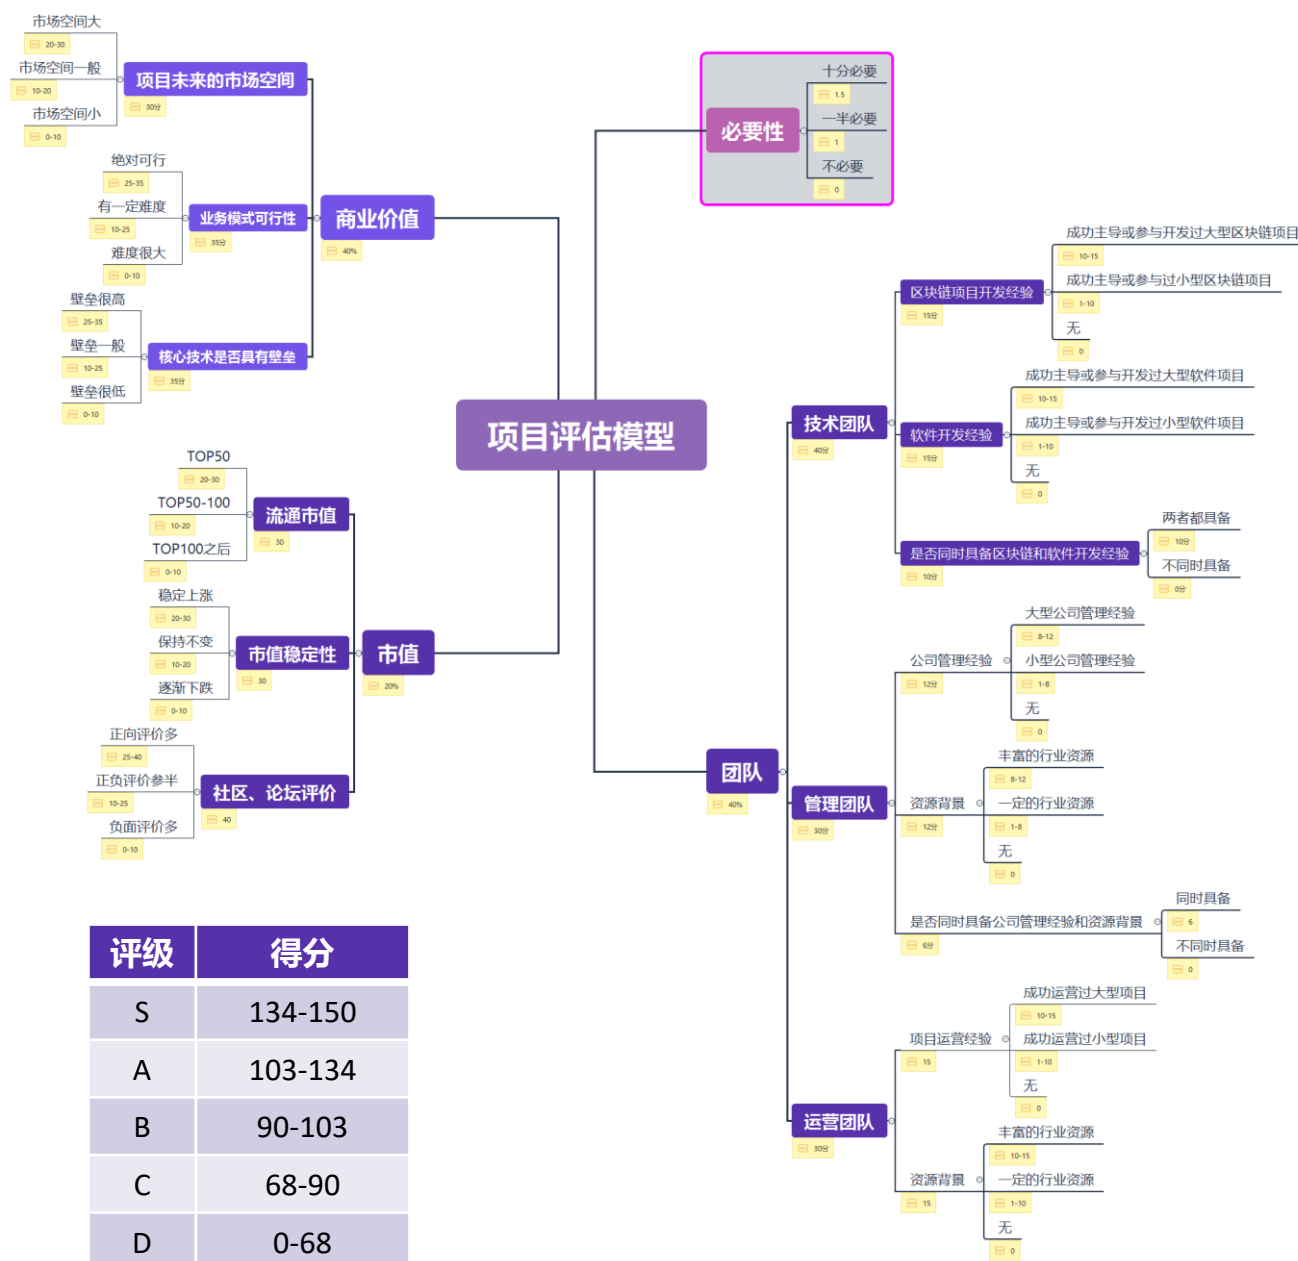 项目评估模型
必要性
十分必要
1.5
一半必要
1
不必要
0
商业价值
40%
项目未来的市场空间
30分
市场空间大
20-30
市场空间一般
10-20
市场空间小
0-10
业务模式可行性
35分
绝对可行
25-35
有一定难度
10-25
难度很大
0-10
核心技术是否具有壁垒
35分
壁垒很高
25-35
壁垒一般
10-25
壁垒很低
0-10
市值
20%
流通市值
30
TOP50
20-30
TOP50-100
10-20
TOP100之后
0-10
市值稳定性
30
稳定上涨
20-30
保持不变
10-20
逐渐下跌
0-10
社区、论坛评价
40
正向评价多
25-40
正负评价参半
10-25
负面评价多
0-10
团队
40%
技术团队
40分
区块链项目开发经验
15分
成功主导或参与开发过大型区块链项目
10-15
成功主导或参与过小型区块链项目
1-10
无
0
软件开发经验
15分
成功主导或参与开发过大型软件项目
10-15
成功主导或参与开发过小型软件项目
1-10
无
0
是否同时具备区块链和软件开发经验
10分
两者都具备
10分
不同时具备
0分
管理团队
30分
公司管理经验
12分
大型公司管理经验
8-12
小型公司管理经验
1-8
无
0
资源背景
12分
丰富的行业资源
8-12
一定的行业资源
1-8
无
0
是否同时具备公司管理经验和资源背景
6分
同时具备
6
不同时具备
0
运营团队
30分
项目运营经验
15
成功运营过大型项目
10-15
成功运营过小型项目
1-10
无
0
资源背景
15
丰富的行业资源
10-15
一定的行业资源
1-10
无
0
评级 得分
S 134-150
A 103-134
B 90-103
C 68-90
D 0-68